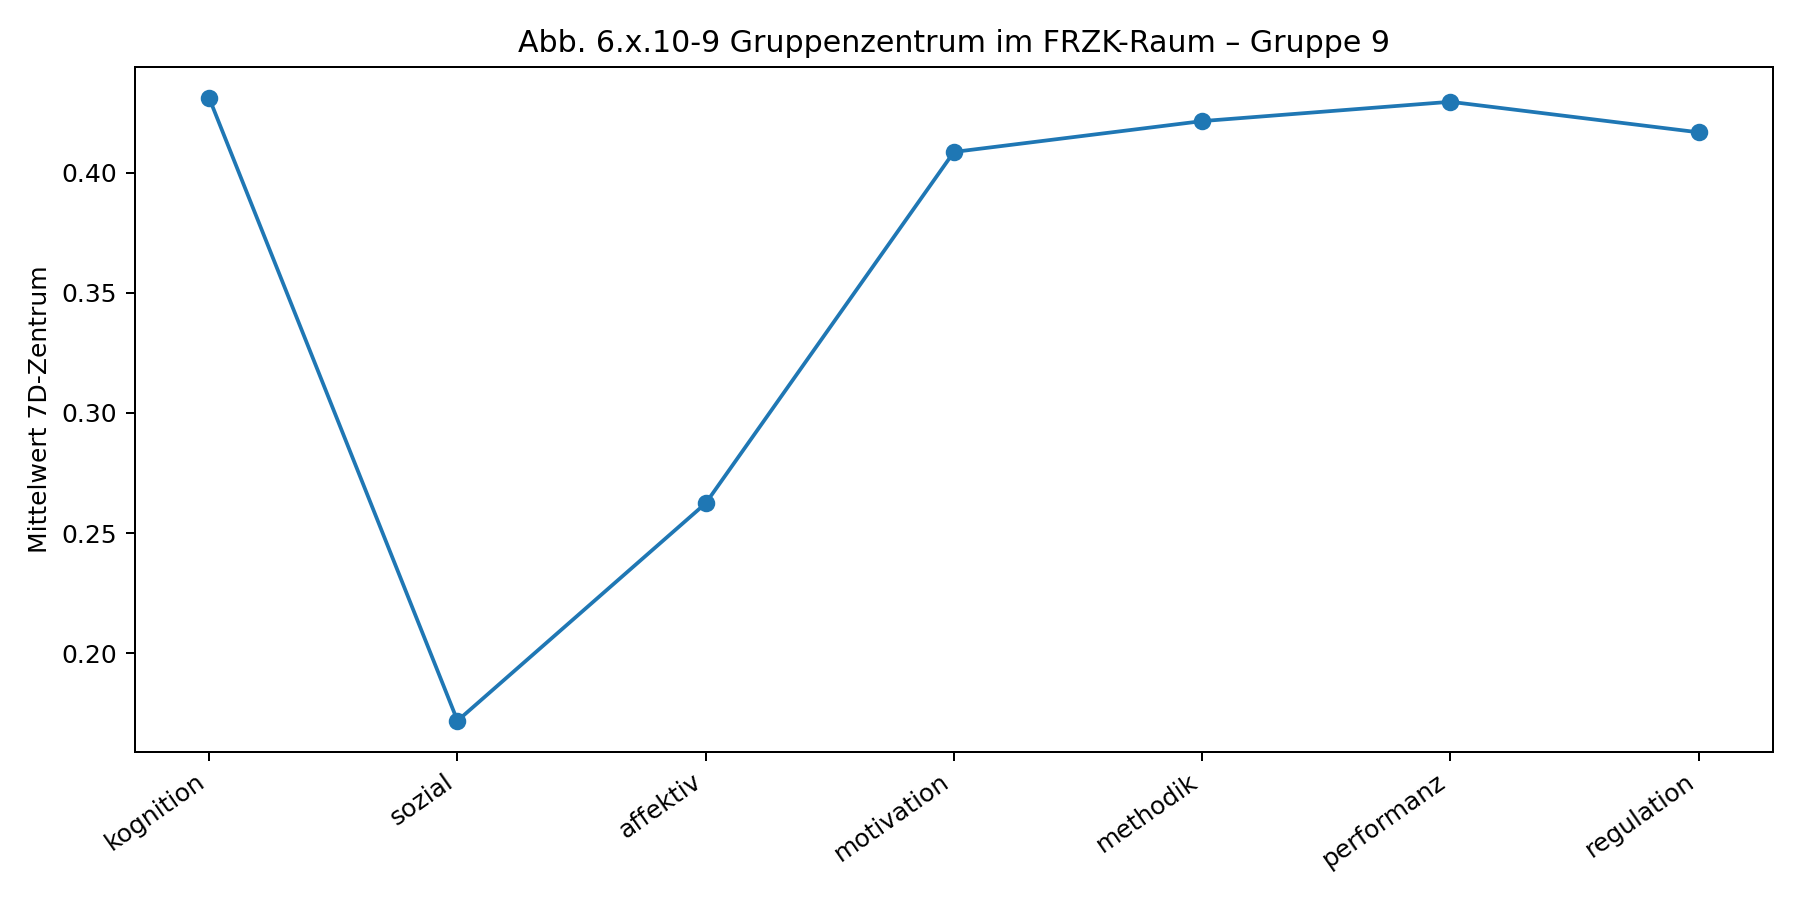 Abb. 6.x.10-9 Gruppenzentrum im FRZK-Raum – Gruppe 9
Mittelwert 7D-Zentrum
0.40
0.35
0.30
0.25
0.20
kognition
sozial
affektiv
motivation
methodik
performanz
regulation